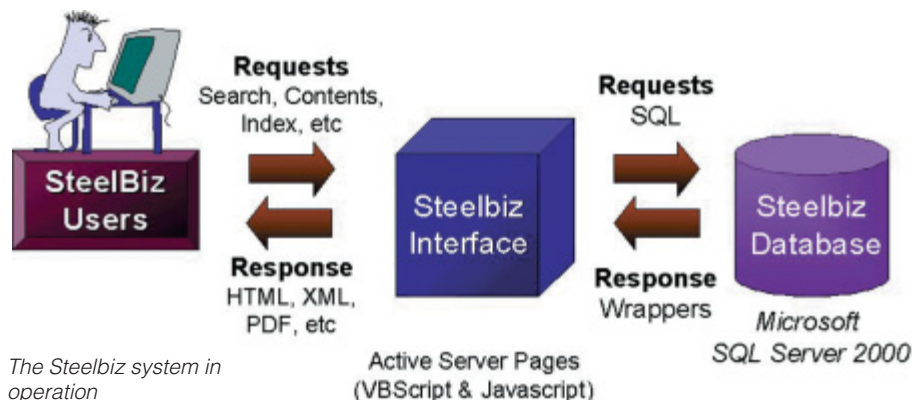 Requests
Search, Contents,
Index, etc
SteelBiz
Users
Response
HTML, XML,
PDF, etc
Steelbiz
Interface
Active Server Pages
(VBScript & Javascript)
Requests
SQL
Response
Wrappers
Steelbiz
Database
Microsoft
SQL Server 2000
The Steelbiz system in
operation